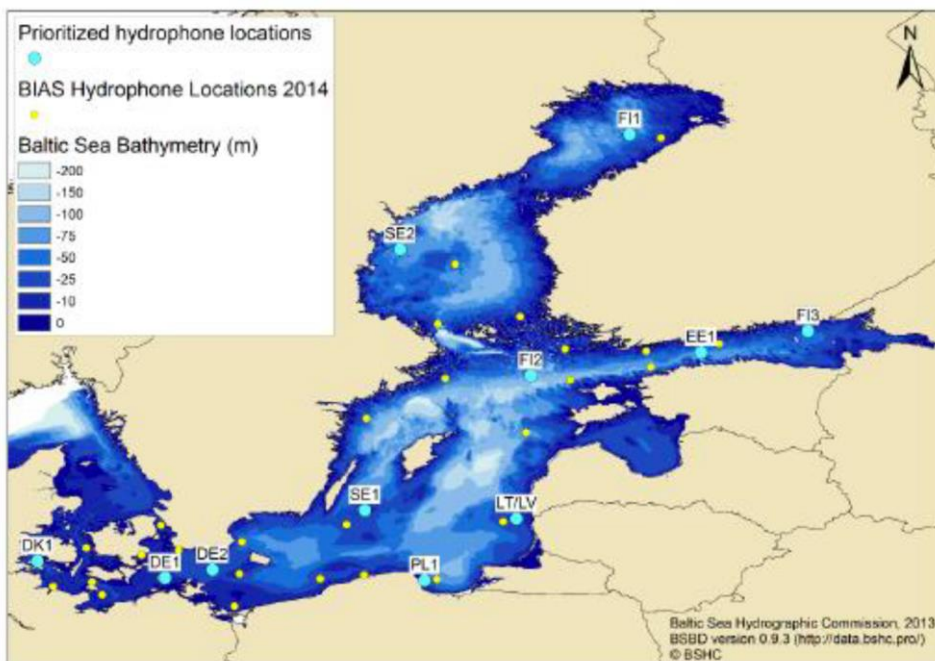 Prioritized hydrophone locations
BIAS Hydrophone Locations 2014
Baltic Sea Bathymetry (m)
-200
-150
-100
-75
-50
-25
-10
0
N
FI1
SE2
FI3
EE1
FI2
SE1
LT/LV
DK1
DE1
DE2
PL1
Baltic Sea Hydrographic Commission, 2013
BSBD version 0.9.3 (http://data.bshc.pro/)
© BSHC